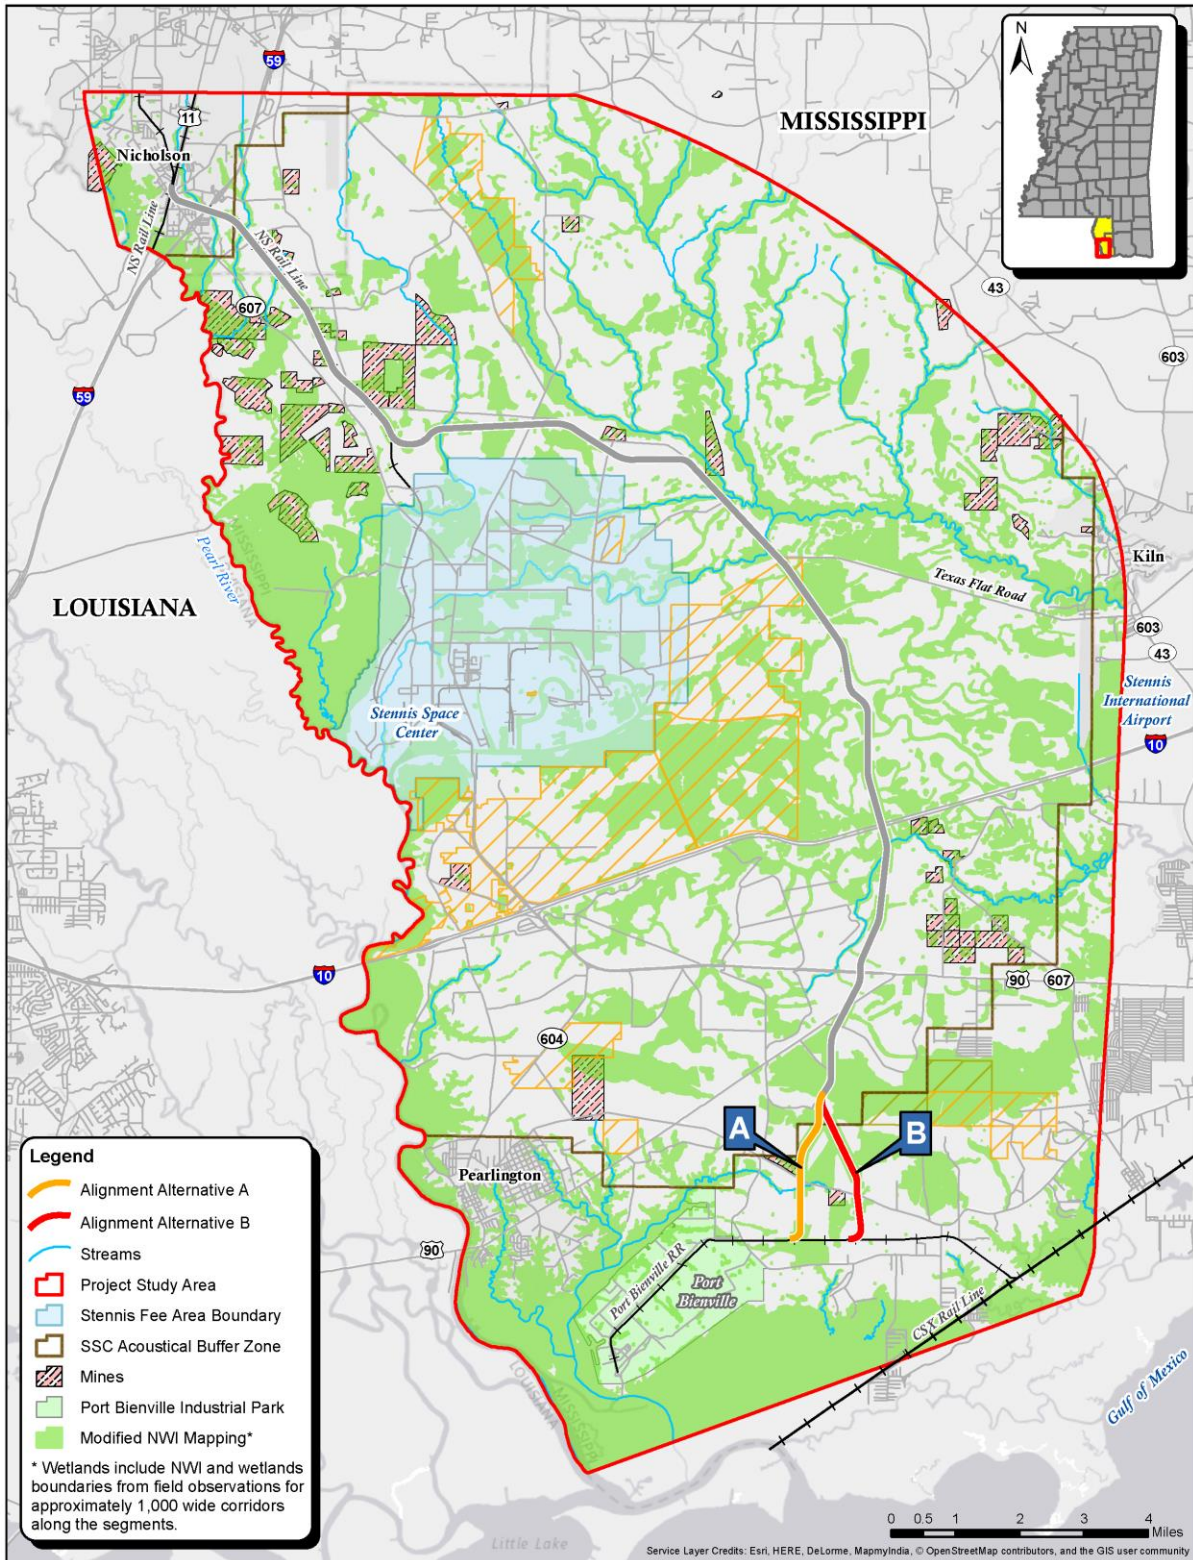 59
N
MISSISSIPPI
11
Nicholson
NS Rail Line
NS Rail Line
607
43
603
59
MISSISSIPPI
LOUISIANA
Pearl River
LOUISIANA
Kiln
Texas Flat Road
603
43
Stennis
International
Airport
10
Stennis Space
Center
10
90
607
604
A
B
Pearlington
90
Port Bienville RR
Port
Bienville
CSX Rail Line
Gulf of Mexico
LOUISIANA
MISSISSIPPI
Little Lake
Legend
Alignment Alternative A
Alignment Alternative B
Streams
Project Study Area
Stennis Fee Area Boundary
SSC Acoustical Buffer Zone
Mines
Port Bienville Industrial Park
Modified NWI Mapping*
* Wetlands include NWI and wetlands
boundaries from field observations for
approximately 1,000 wide corridors
along the segments.
0 0.5 1 2 3 4
Miles
Service Layer Credits: Esri, HERE, DeLorme, MapmyIndia, © OpenStreetMap contributors, and the GIS user community